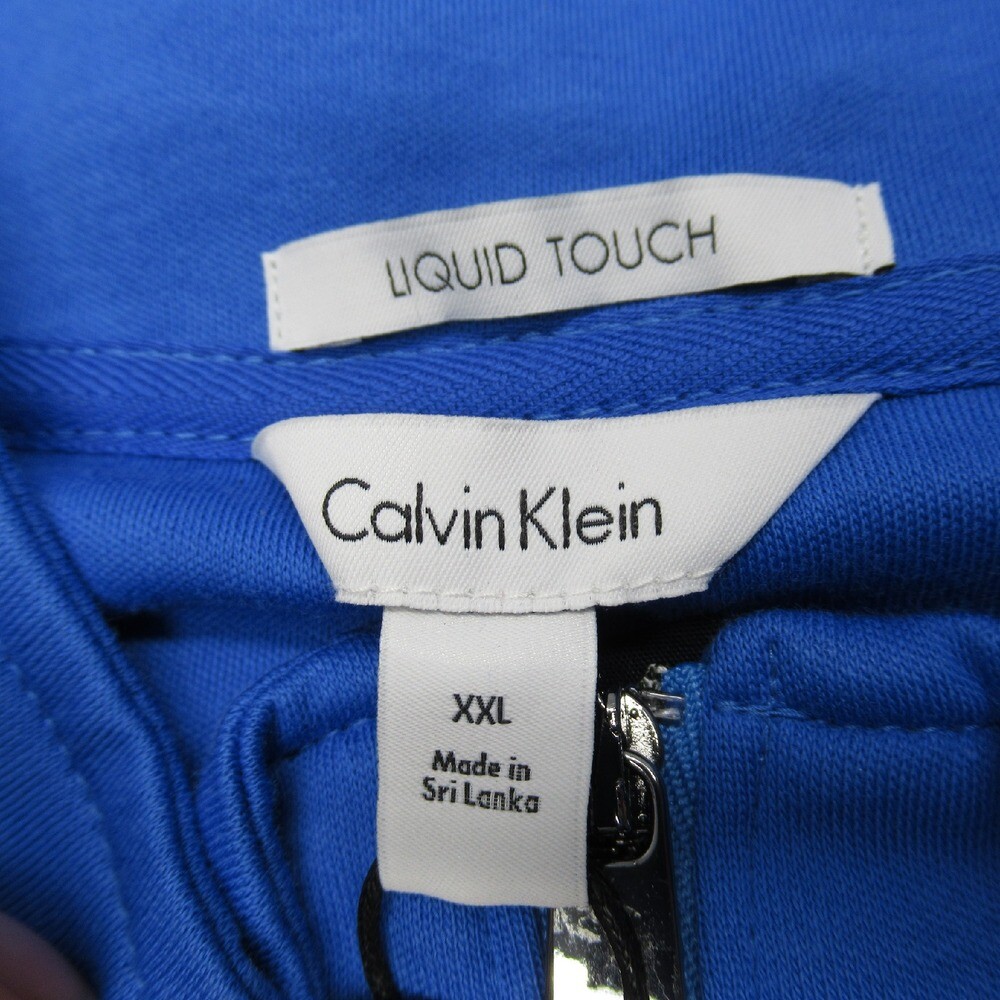 LIQUID TOUCH
Calvin Klein
XXL
Made in
Sri Lanka